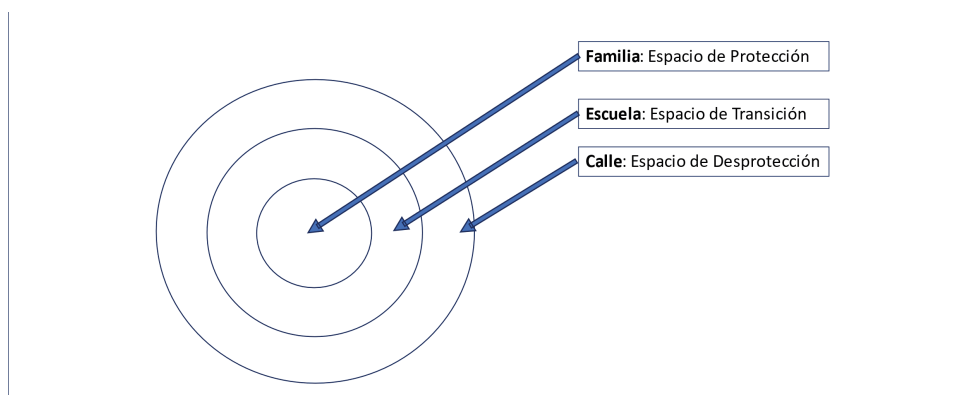 Familia: Espacio de Protección
Escuela: Espacio de Transición
Calle: Espacio de Desprotección